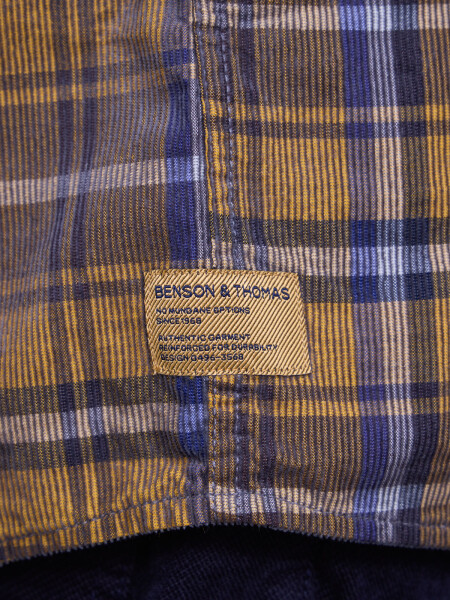 BENSON & THOMAS
NO MUNDANE OPTIONS
SINCE 1968
AUTHENTIC GARMENT
REINFORCED FOR DURABILITY
DESIGN 0496-3568